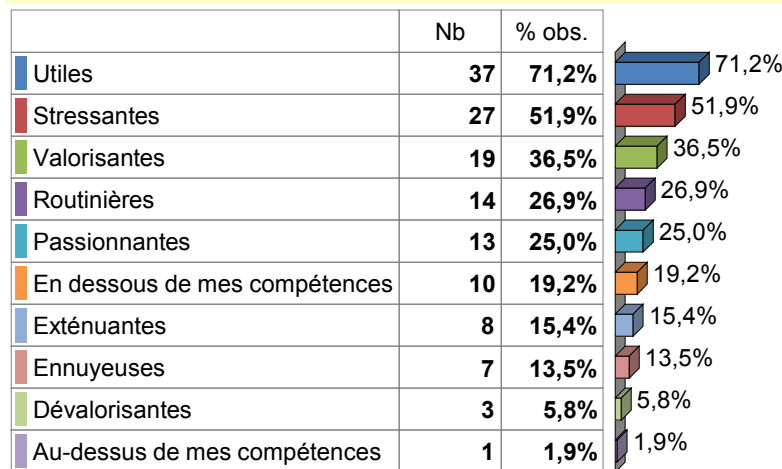 Nb % obs.
Utiles 37 71,2% 71,2%
Stressantes 27 51,9% 51,9%
Valorisantes 19 36,5% 36,5%
Routinières 14 26,9% 26,9%
Passionnantes 13 25,0% 25,0%
En dessous de mes compétences 10 19,2% 19,2%
Exténuantes 8 15,4% 15,4%
Ennuyeuses 7 13,5% 13,5%
Dévalorisantes 3 5,8% 5,8%
Au-dessus de mes compétences 1 1,9% 1,9%